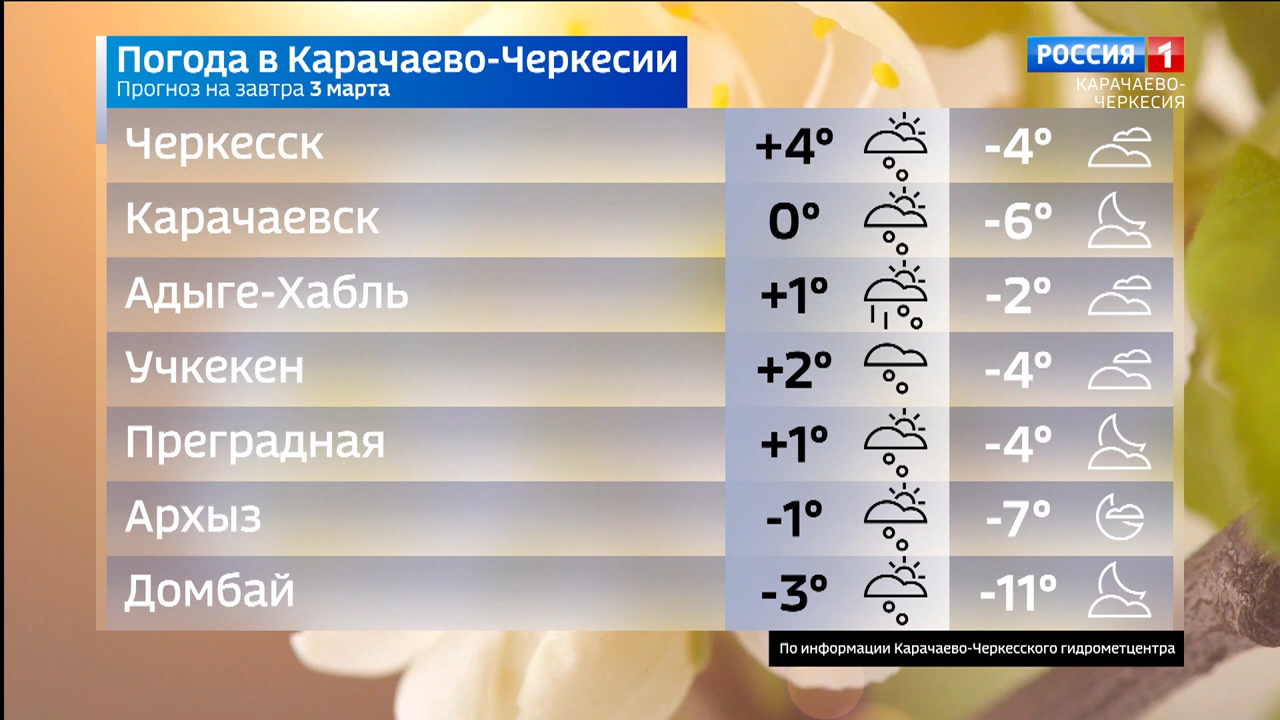 Погода в Карачаево-Черкесии
Прогноз на завтра 3 марта
РОССИЯ 1
КАРАЧАЕВО-
ЧЕРКЕСИЯ
Черкесск +4° -4°
Карачаевск 0° -6°
Адыге-Хабль +1° -2°
Учкекен +2° -4°
Преградная +1° -4°
Архыз -1° -7°
Домбай -3° -11°
По информации Карачаево-Черкесского гидрометцентра